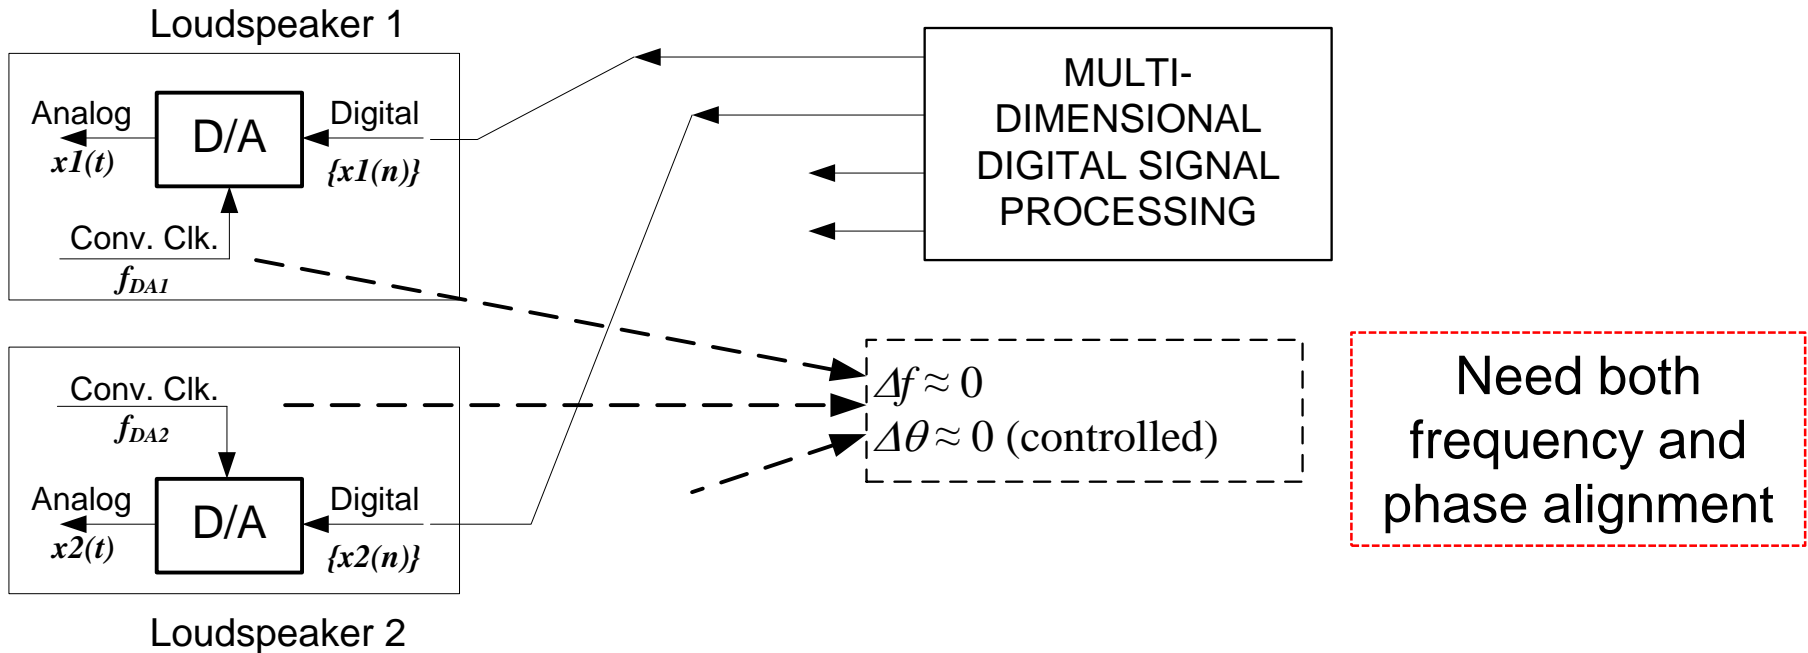 Loudspeaker 1
Analog
D/A
Digital
x1(t)
{x1(n)}
Conv. Clk.
fDA1
MULTI-
DIMENSIONAL
DIGITAL SIGNAL
PROCESSING
Conv. Clk.
fDA2
Analog
D/A
Digital
x2(t)
{x2(n)}
Loudspeaker 2
Δf ≈ 0
Δθ ≈ 0 (controlled)
Need both
frequency and
phase alignment